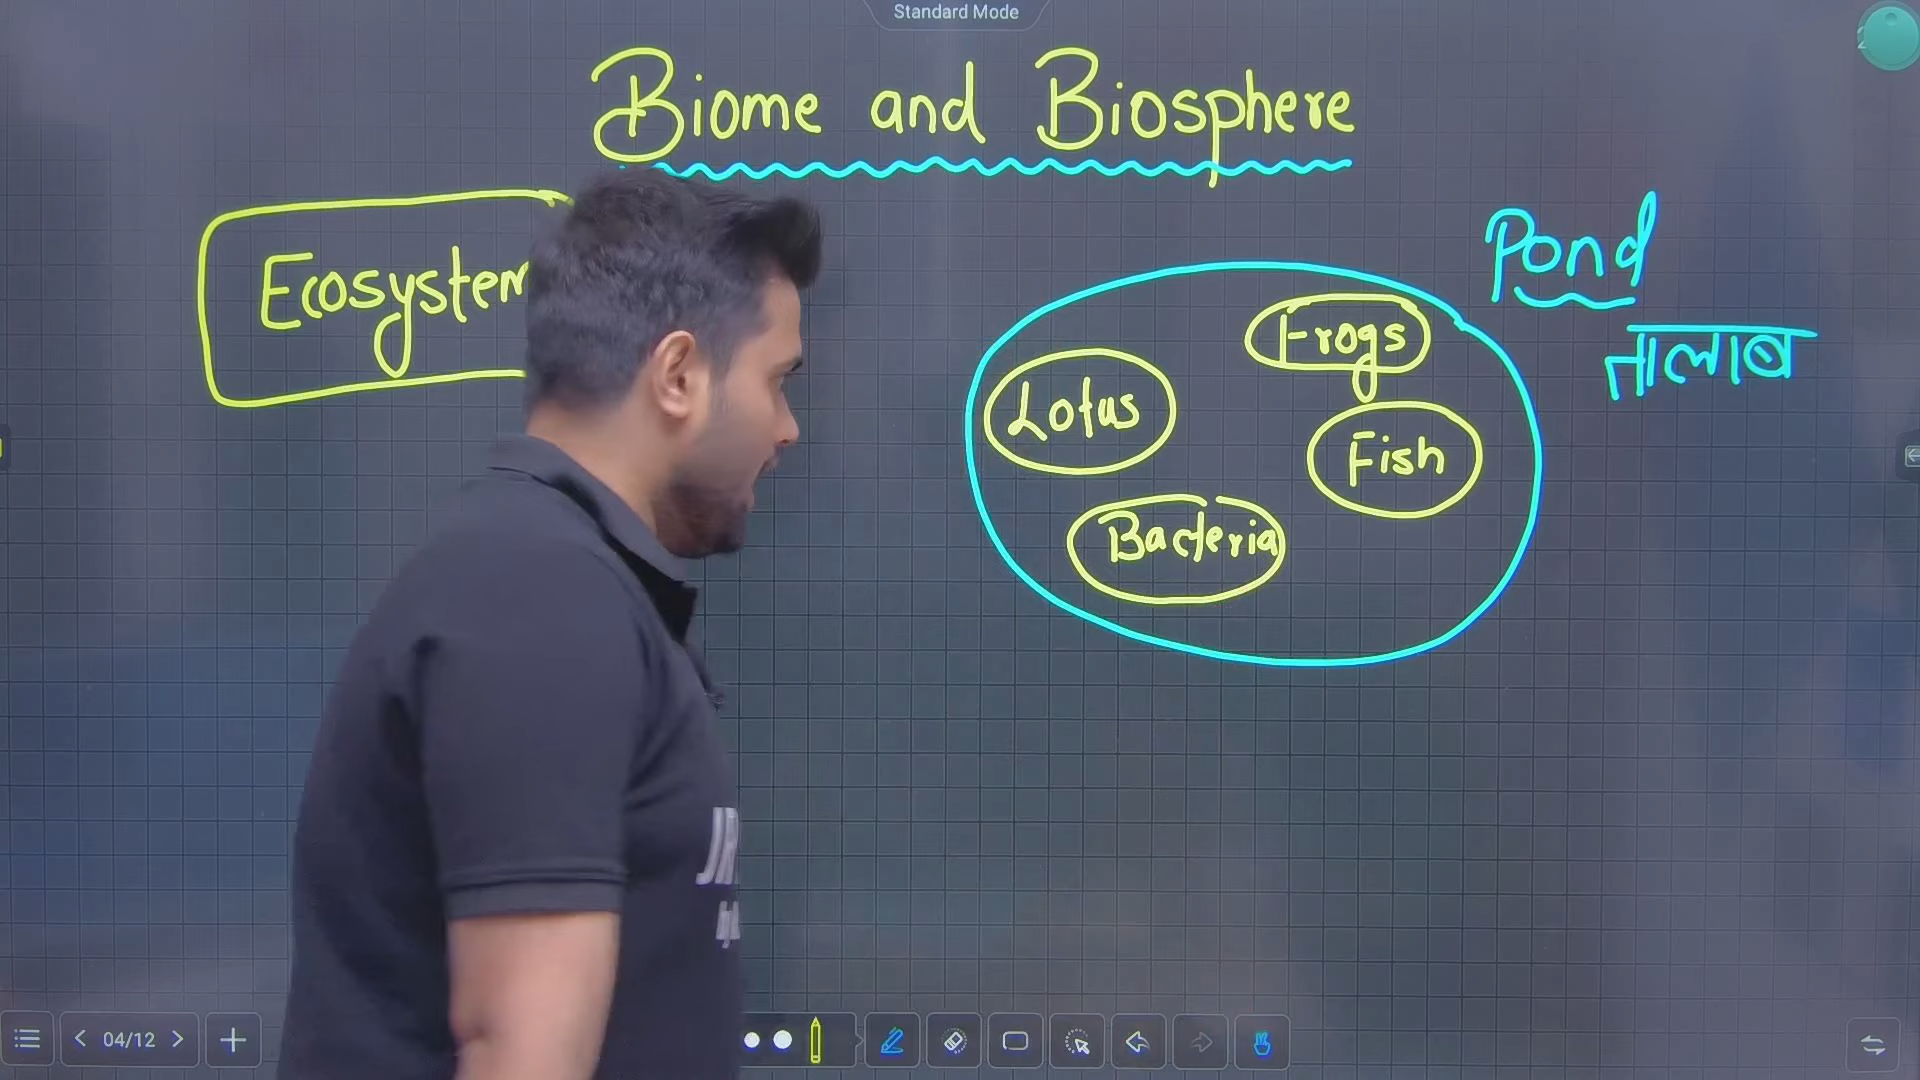 Standard Mode
Biome and Biosphere
Ecosystem
Pond
तालाब
Frogs
Lotus
Fish
Bacteria
04/12